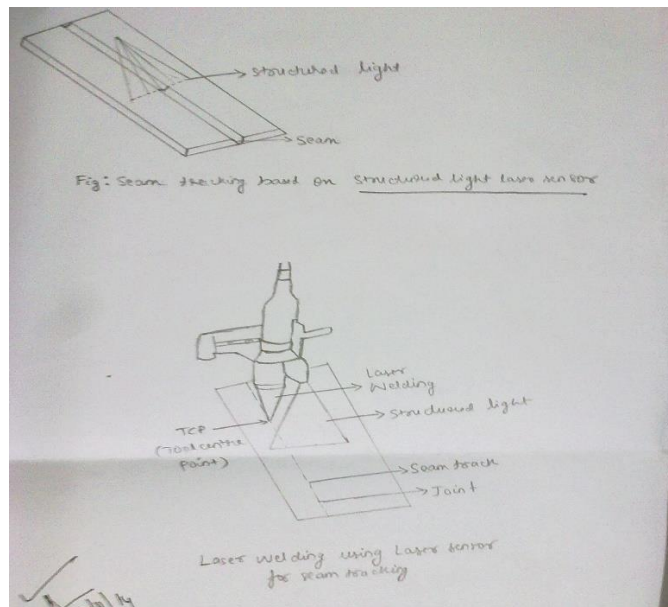 structured light
seam
Fig: seam tracking based on structured light laser sensor
Laser
Welding
structured light
TCP
(Tool centre
point)
Seam track
Joint
Laser Welding using Laser sensor
for seam tracking